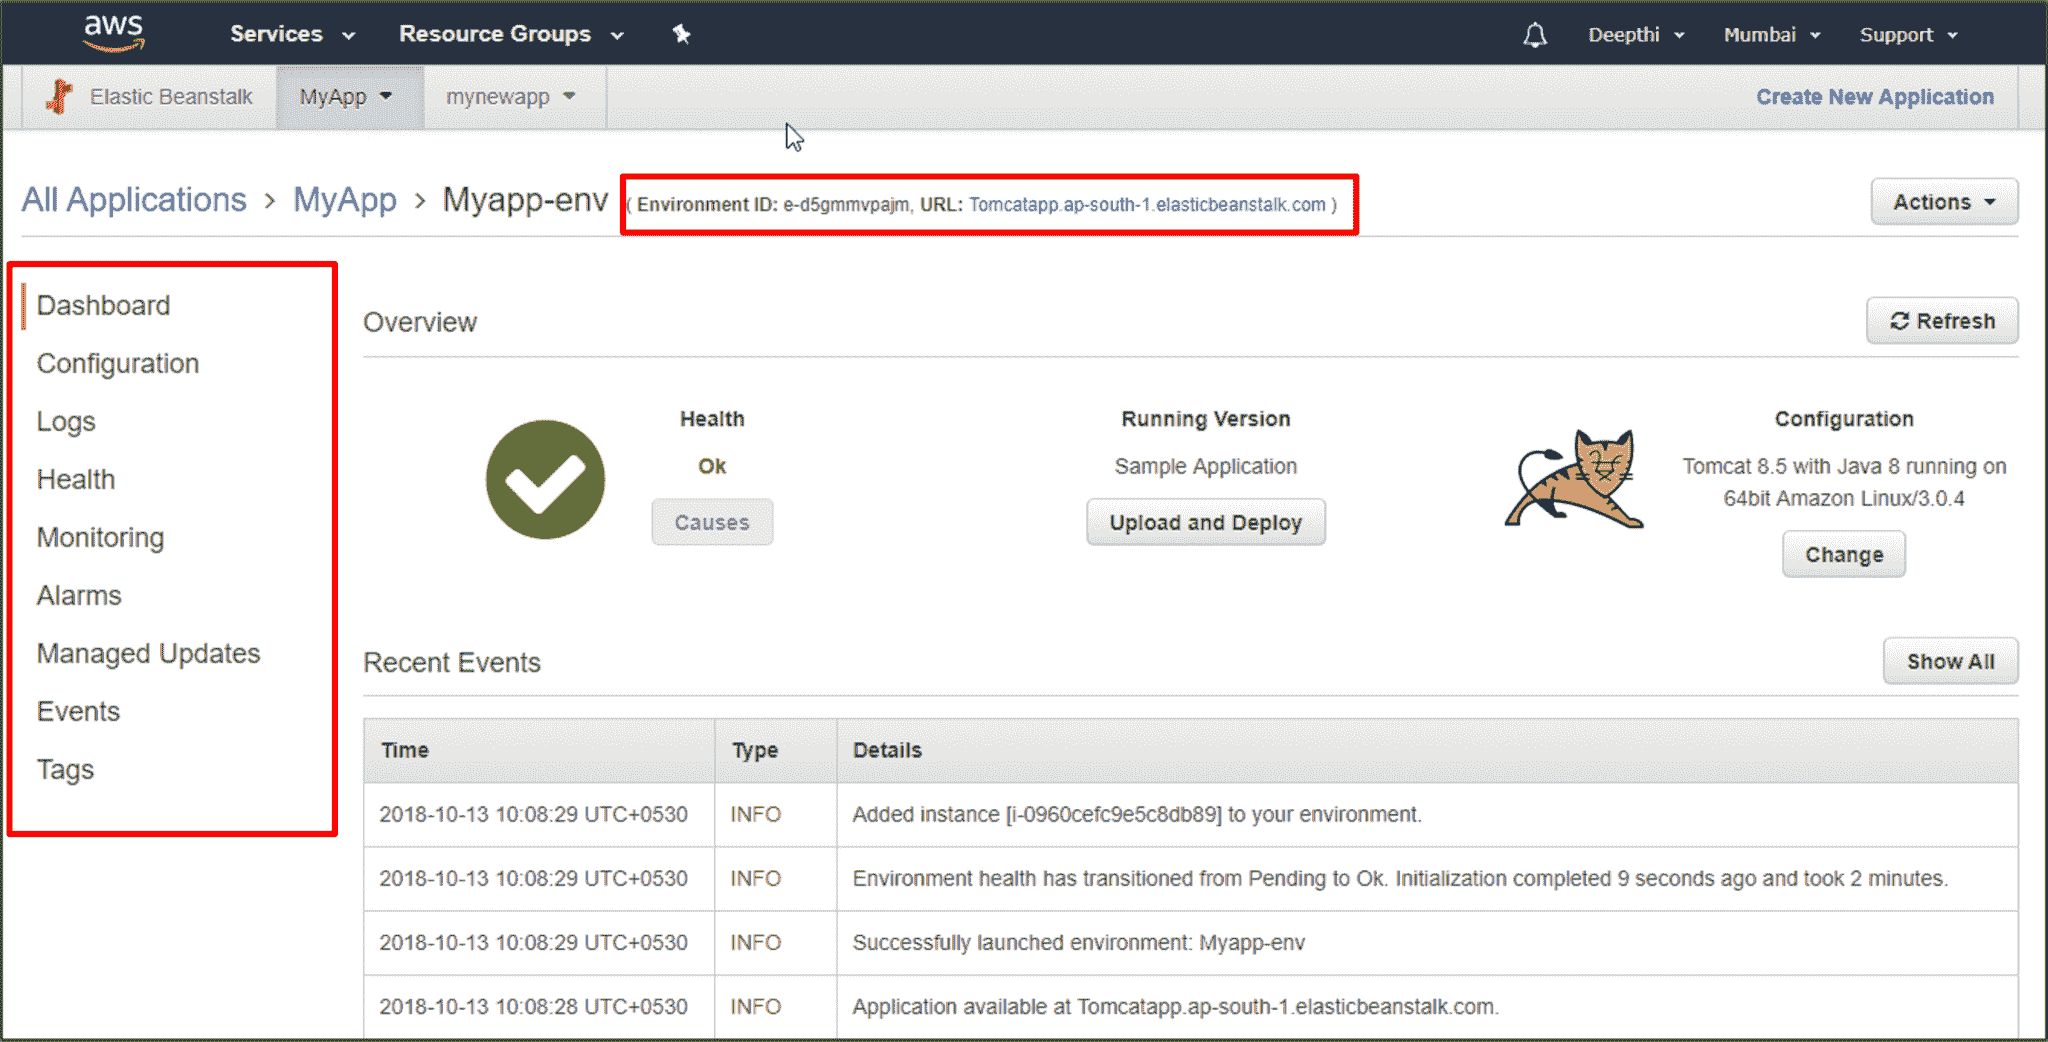 aws Services Resource Groups Deepthi Mumbai Support
Elastic Beanstalk MyApp mynewapp Create New Application
All Applications > MyApp > Myapp-env ( Environment ID: e-d5gmmvpajm, URL: Tomcatapp.ap-south-1.elasticbeanstalk.com ) Actions
Dashboard
Configuration
Logs
Health
Monitoring
Alarms
Managed Updates
Events
Tags
Overview Refresh
Health
Ok
Causes
Running Version
Sample Application
Upload and Deploy
Configuration
Tomcat 8.5 with Java 8 running on
64bit Amazon Linux/3.0.4
Change
Recent Events Show All
Time Type Details
2018-10-13 10:08:29 UTC+0530 INFO Added instance [i-0960cefc9e5c8db89] to your environment.
2018-10-13 10:08:29 UTC+0530 INFO Environment health has transitioned from Pending to Ok. Initialization completed 9 seconds ago and took 2 minutes.
2018-10-13 10:08:29 UTC+0530 INFO Successfully launched environment: Myapp-env
2018-10-13 10:08:28 UTC+0530 INFO Application available at Tomcatapp.ap-south-1.elasticbeanstalk.com.